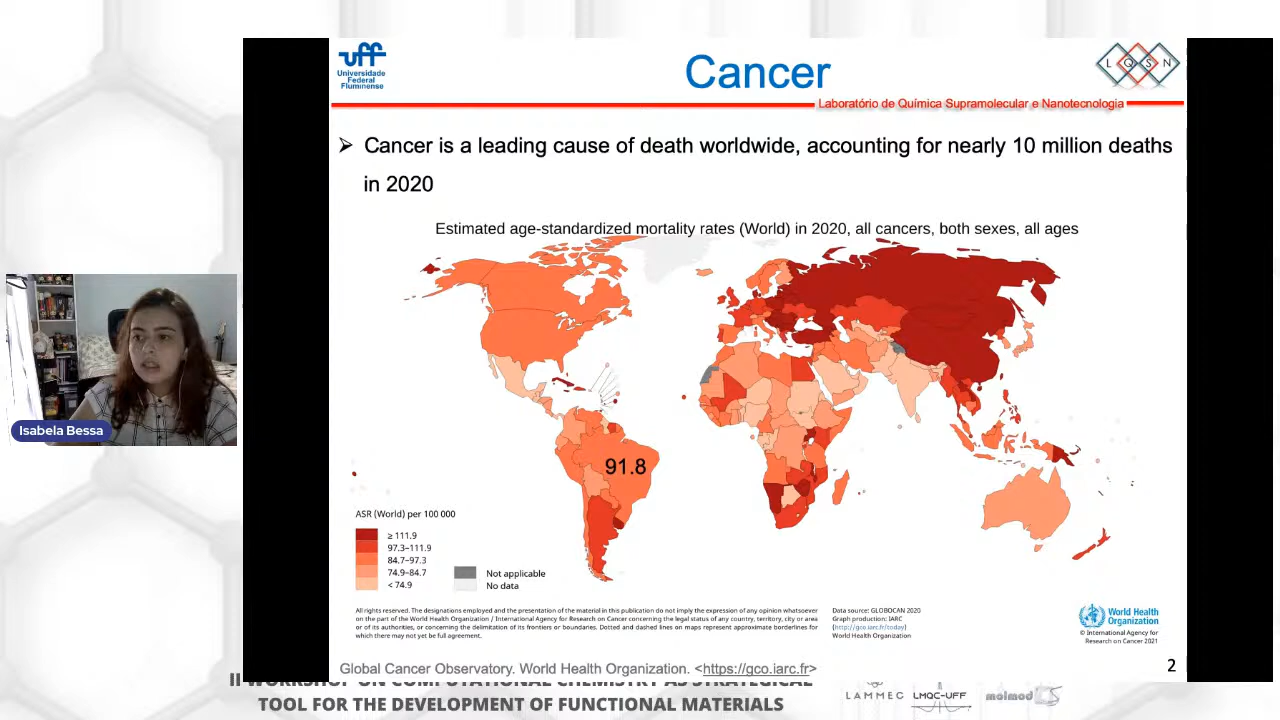 uff
Universidade
Federal
Fluminense
Cancer
L Q S N
Laboratório de Química Supramolecular e Nanotecnologia
➢ Cancer is a leading cause of death worldwide, accounting for nearly 10 million deaths
in 2020
Estimated age-standardized mortality rates (World) in 2020, all cancers, both sexes, all ages
Isabela Bessa
91.8
ASR (World) per 100 000
≥ 111.9
97.3–111.9
84.7–97.3
74.9–84.7
< 74.9
Not applicable
No data
All rights reserved. The designations employed and the presentation of the material in this publication do not imply the expression of any opinion whatsoever
on the part of the World Health Organization / International Agency for Research on Cancer concerning the legal status of any country, territory, city or area
or of its authorities, or concerning the delimitation of its frontiers or boundaries. Dotted and dashed lines on maps represent approximate borderlines for
which there may not yet be full agreement.
Data source: GLOBOCAN 2020
Graph production: IARC
(http://gco.iarc.fr/today)
World Health Organization
World Health
Organization
© International Agency for
Research on Cancer 2021
Global Cancer Observatory. World Health Organization. <https://gco.iarc.fr>
2
II WORKSHOP ON COMPUTATIONAL CHEMISTRY AS STRATEGICAL
TOOL FOR THE DEVELOPMENT OF FUNCTIONAL MATERIALS
LAMMEC
LMQC-UFF
molmod CS